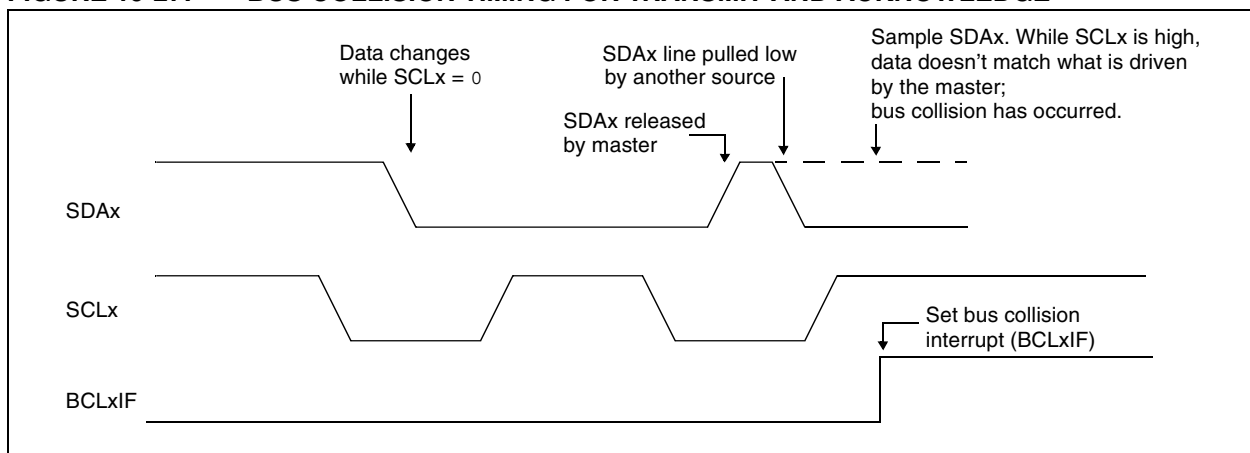 Data changes
while SCLx = 0
SDAx line pulled low
by another source
Sample SDAx. While SCLx is high,
data doesn't match what is driven
by the master;
bus collision has occurred.
SDAx released
by master
SDAx
SCLx
Set bus collision
interrupt (BCLxIF)
BCLxIF